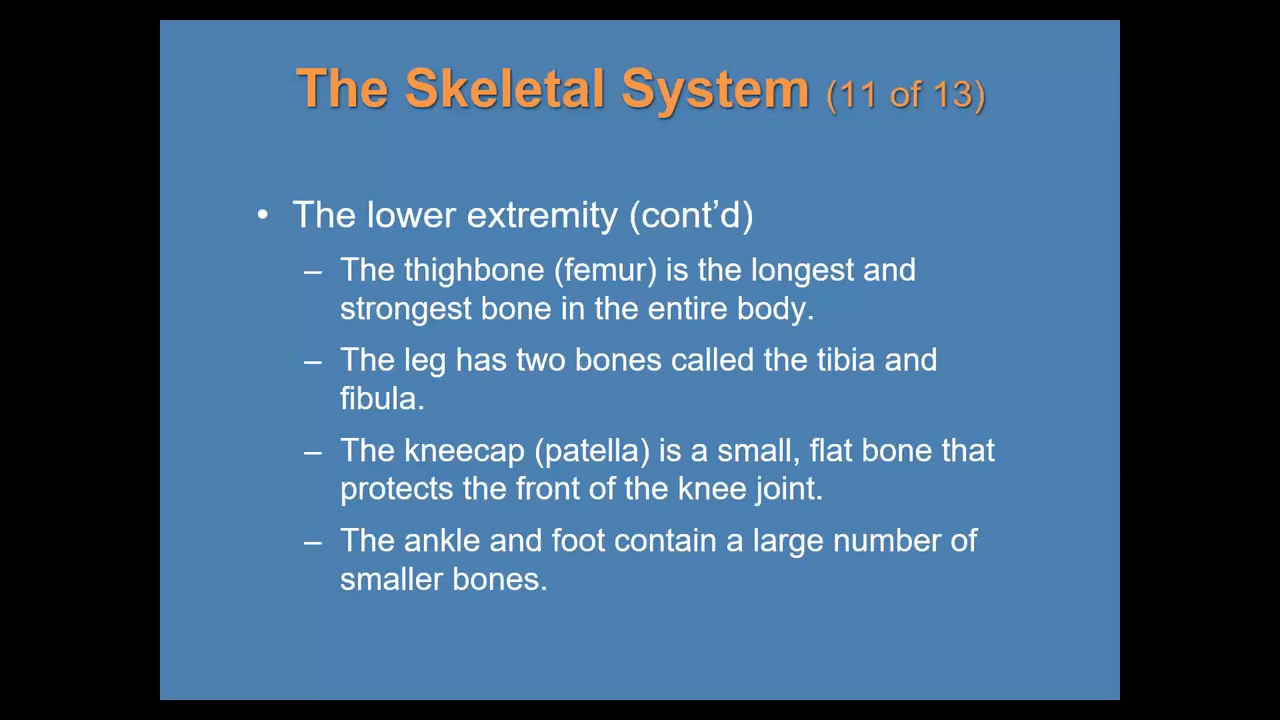 The Skeletal System (11 of 13)
• The lower extremity (cont’d)
– The thighbone (femur) is the longest and
strongest bone in the entire body.
– The leg has two bones called the tibia and
fibula.
– The kneecap (patella) is a small, flat bone that
protects the front of the knee joint.
– The ankle and foot contain a large number of
smaller bones.